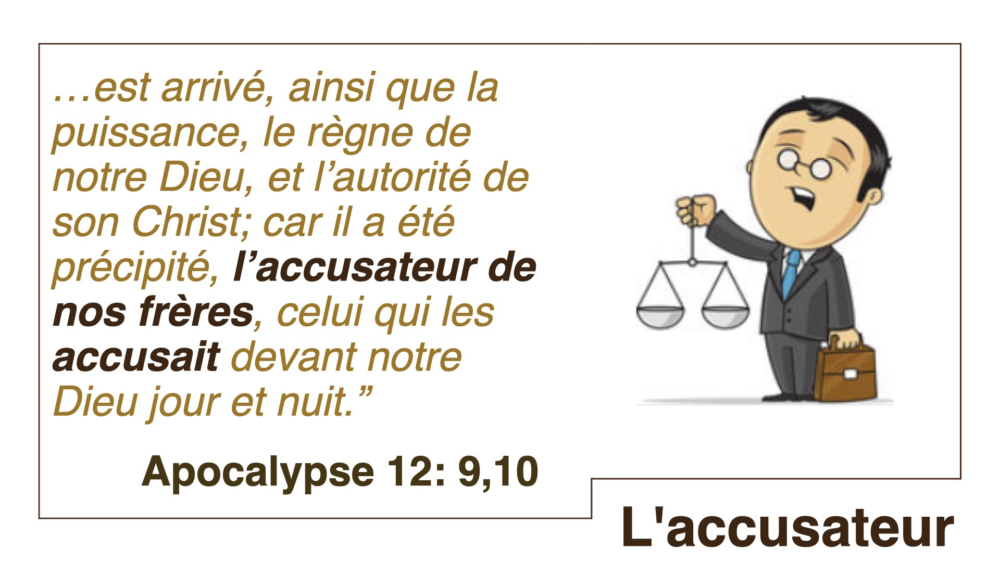 …est arrivé, ainsi que la
puissance, le règne de
notre Dieu, et l’autorité de
son Christ; car il a été
précipité, l’accusateur de
nos frères, celui qui les
accusait devant notre
Dieu jour et nuit.”
Apocalypse 12: 9,10
L'accusateur